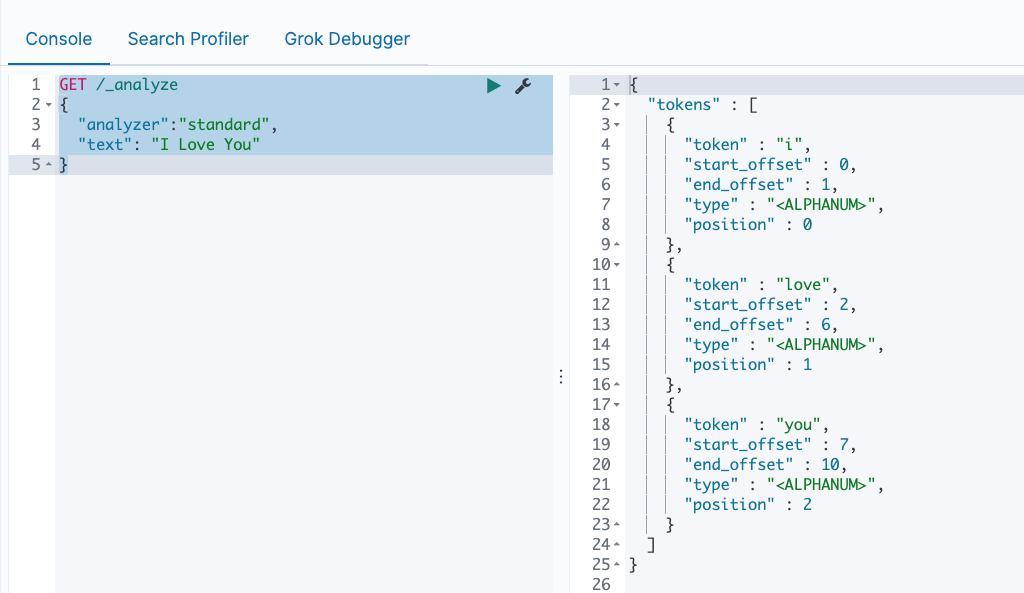 Console Search Profiler Grok Debugger
1 GET /_analyze
2 {
3 "analyzer":"standard",
4 "text": "I Love You"
5 }
1 {
2 "tokens" : [
3 {
4 "token" : "i",
5 "start_offset" : 0,
6 "end_offset" : 1,
7 "type" : "<ALPHANUM>",
8 "position" : 0
9 },
10 {
11 "token" : "love",
12 "start_offset" : 2,
13 "end_offset" : 6,
14 "type" : "<ALPHANUM>",
15 "position" : 1
16 },
17 {
18 "token" : "you",
19 "start_offset" : 7,
20 "end_offset" : 10,
21 "type" : "<ALPHANUM>",
22 "position" : 2
23 }
24 ]
25 }
26